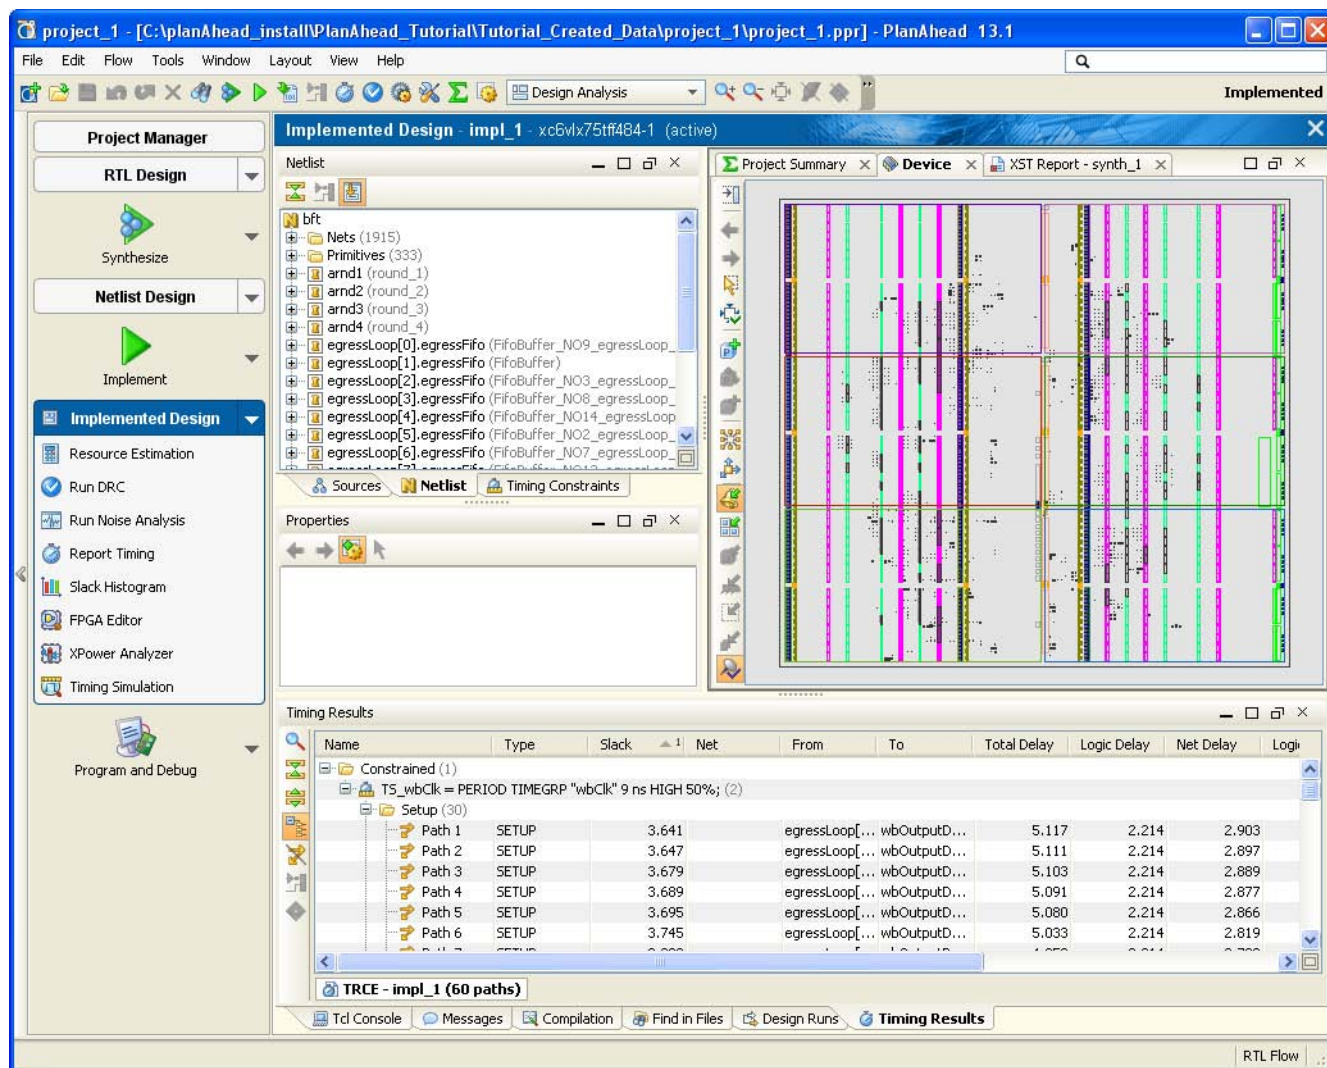 project_1 - [C:\planAhead_install\PlanAhead_Tutorial\Tutorial_Created_Data\project_1\project_1.ppr] - PlanAhead 13.1
File Edit Flow Tools Window Layout View Help
Design Analysis
Implemented
Project Manager
RTL Design
Synthesize
Netlist Design
Implement
Implemented Design
Resource Estimation
Run DRC
Run Noise Analysis
Report Timing
Slack Histogram
FPGA Editor
XPower Analyzer
Timing Simulation
Program and Debug
Implemented Design - impl_1 - xc6vlx75tff484-1 (active)
Netlist
bft
Nets (1915)
Primitives (333)
arnd1 (round_1)
arnd2 (round_2)
arnd3 (round_3)
arnd4 (round_4)
egressLoop[0].egressFifo (FifoBuffer_NO9_egressLoop_
egressLoop[1].egressFifo (FifoBuffer)
egressLoop[2].egressFifo (FifoBuffer_NO3_egressLoop_
egressLoop[3].egressFifo (FifoBuffer_NO8_egressLoop_
egressLoop[4].egressFifo (FifoBuffer_NO14_egressLoop
egressLoop[5].egressFifo (FifoBuffer_NO2_egressLoop_
egressLoop[6].egressFifo (FifoBuffer_NO7_egressLoop_
Sources Netlist Timing Constraints
Properties
Project Summary Device XST Report - synth_1
Timing Results
Name Type Slack 1 Net From To Total Delay Logic Delay Net Delay Logi
Constrained (1)
TS_wbClk = PERIOD TIMEGRP "wbClk" 9 ns HIGH 50%; (2)
Setup (30)
Path 1 SETUP 3.641 egressLoop[... wbOutputD... 5.117 2.214 2.903
Path 2 SETUP 3.647 egressLoop[... wbOutputD... 5.111 2.214 2.897
Path 3 SETUP 3.679 egressLoop[... wbOutputD... 5.103 2.214 2.889
Path 4 SETUP 3.689 egressLoop[... wbOutputD... 5.091 2.214 2.877
Path 5 SETUP 3.695 egressLoop[... wbOutputD... 5.080 2.214 2.866
Path 6 SETUP 3.745 egressLoop[... wbOutputD... 5.033 2.214 2.819
TRCE - impl_1 (60 paths)
Tcl Console Messages Compilation Find in Files Design Runs Timing Results
RTL Flow